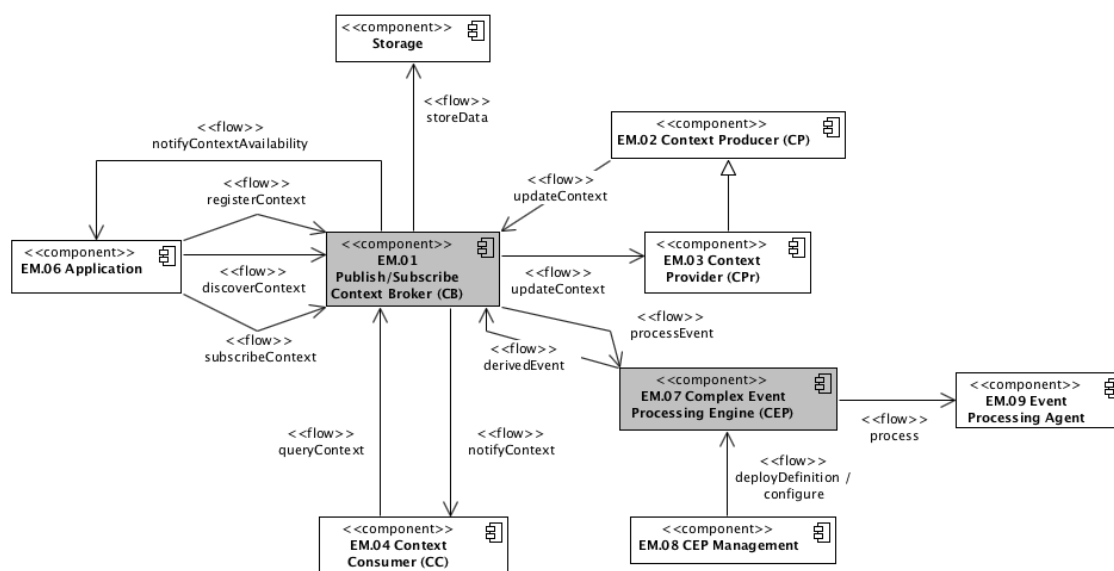 <<component>>
Storage
<<flow>>
storeData
<<flow>>
notifyContextAvailability
<<component>>
EM.02 Context Producer (CP)
<<flow>>
registerContext
<<flow>>
updateContext
<<component>>
EM.06 Application
<<component>>
EM.01
Publish/Subscribe
Context Broker (CB)
<<component>>
EM.03 Context
Provider (CPr)
<<flow>>
discoverContext
<<flow>>
updateContext
<<flow>>
processEvent
<<flow>>
subscribeContext
<<flow>>
derivedEvent
<<component>>
EM.07 Complex Event
Processing Engine (CEP)
<<component>>
EM.09 Event
Processing Agent
<<flow>>
process
<<flow>>
queryContext
<<flow>>
notifyContext
<<flow>>
deployDefinition /
configure
<<component>>
EM.04 Context
Consumer (CC)
<<component>>
EM.08 CEP Management